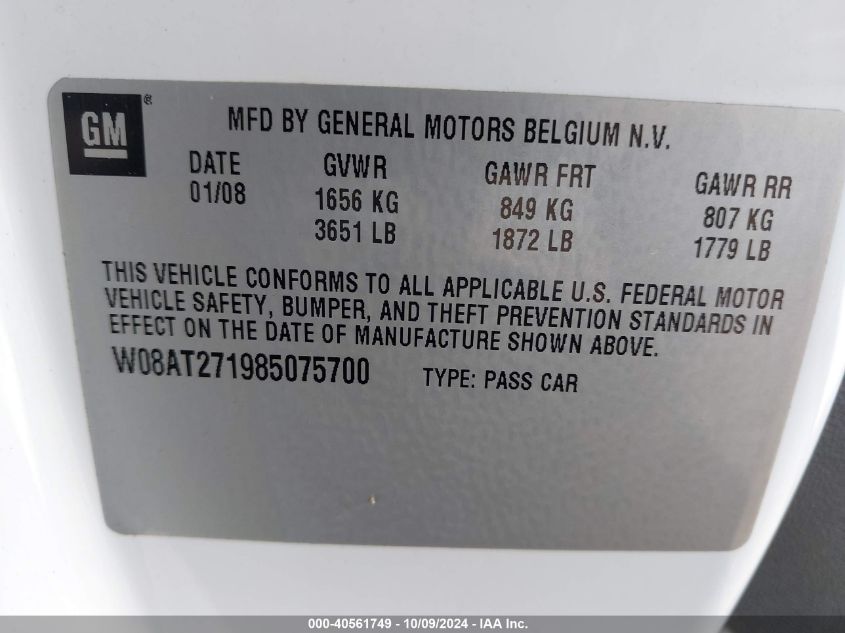 GM®
MFD BY GENERAL MOTORS BELGIUM N.V.
DATE GVWR GAWR FRT GAWR RR
01/08 1656 KG 849 KG 807 KG
3651 LB 1872 LB 1779 LB
THIS VEHICLE CONFORMS TO ALL APPLICABLE U.S. FEDERAL MOTOR
VEHICLE SAFETY, BUMPER, AND THEFT PREVENTION STANDARDS IN
EFFECT ON THE DATE OF MANUFACTURE SHOWN ABOVE.
W08AT271985075700 TYPE: PASS CAR
000-40561749 - 10/09/2024 - IAA Inc.